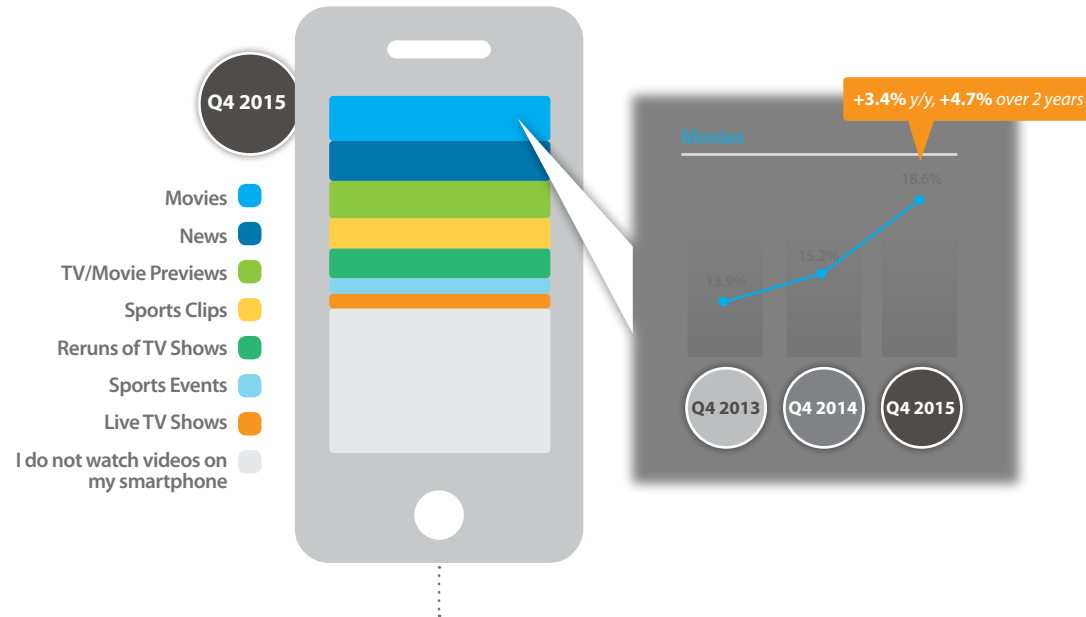 Q4 2015
Movies
News
TV/Movie Previews
Sports Clips
Reruns of TV Shows
Sports Events
Live TV Shows
I do not watch videos on
my smartphone
+3.4% y/y, +4.7% over 2 years
Movies
18.6%
15.2%
13.9%
Q4 2013
Q4 2014
Q4 2015